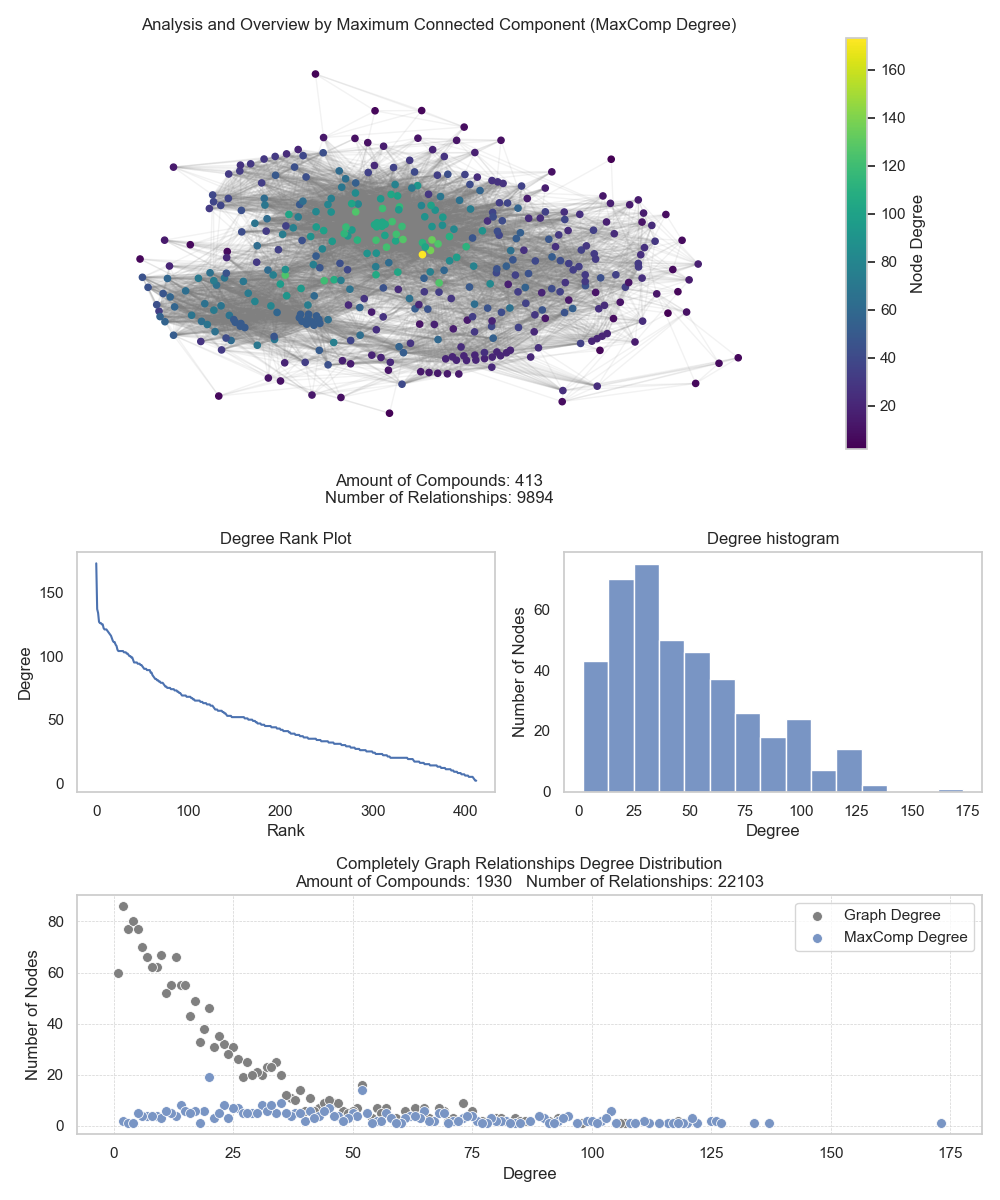 Analysis and Overview by Maximum Connected Component (MaxComp Degree)
160
140
120
100
80
60
40
20
Node Degree
Amount of Compounds: 413
Number of Relationships: 9894
Degree Rank Plot
150
100
50
0
Degree
0 100 200 300 400
Rank
Degree histogram
60
40
20
0
Number of Nodes
0 25 50 75 100 125 150 175
Degree
Completely Graph Relationships Degree Distribution
Amount of Compounds: 1930 Number of Relationships: 22103
Graph Degree
MaxComp Degree
80
60
40
20
0
Number of Nodes
0 25 50 75 100 125 150 175
Degree